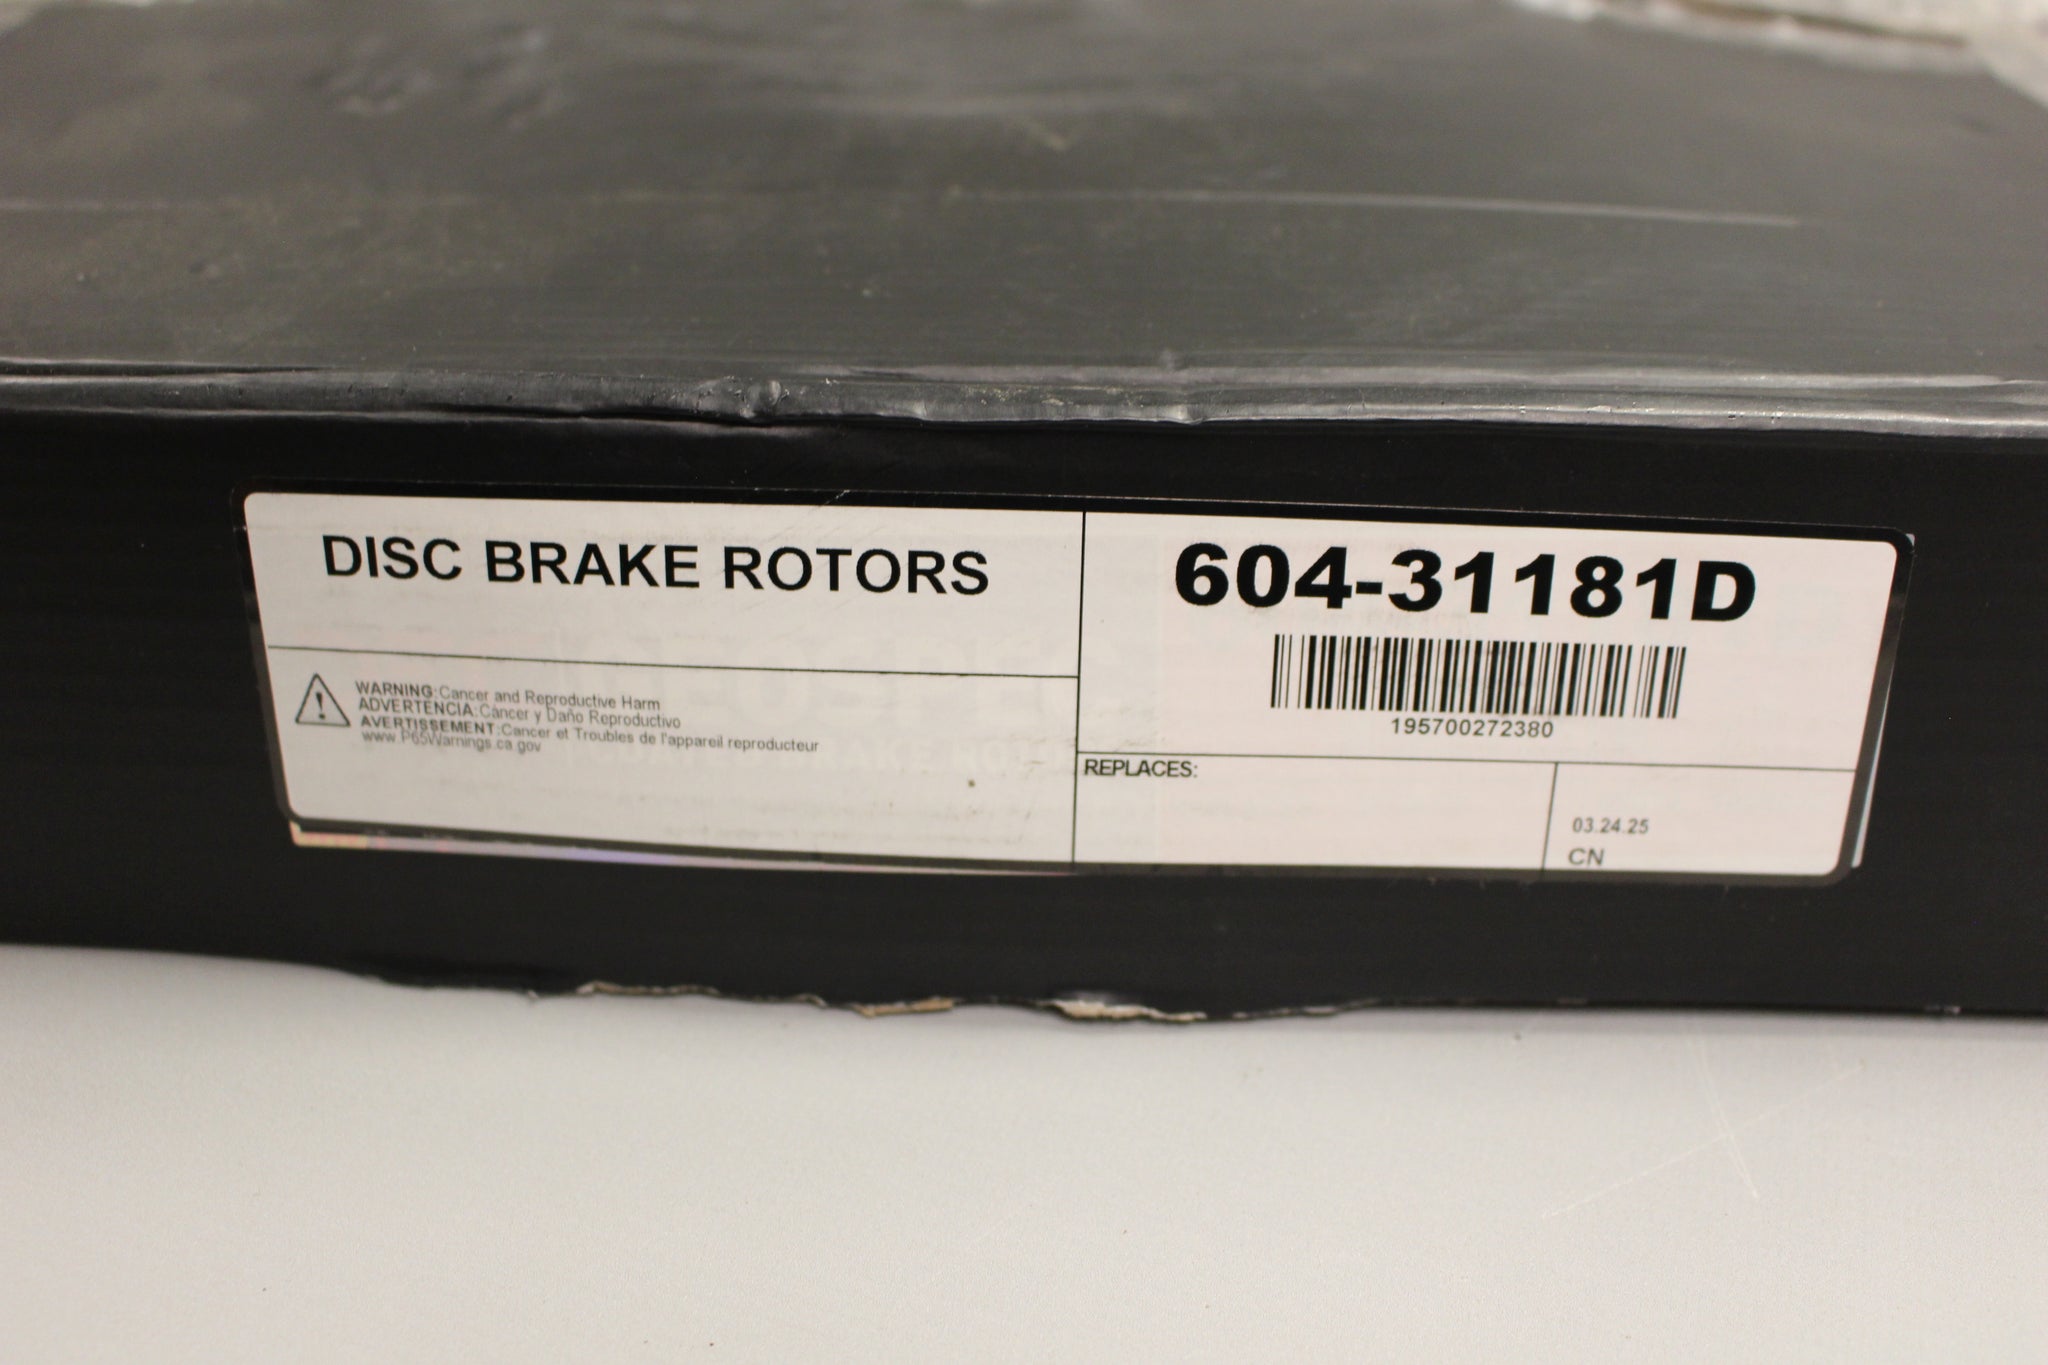 DISC BRAKE ROTORS
WARNING:Cancer and Reproductive Harm
ADVERTENCIA:Cáncer y Daño Reproductivo
AVERTISSEMENT:Cancer et Troubles de l'appareil reproducteur
www.P65Warnings.ca.gov
604-31181D
195700272380
REPLACES:
03.24.25
CN